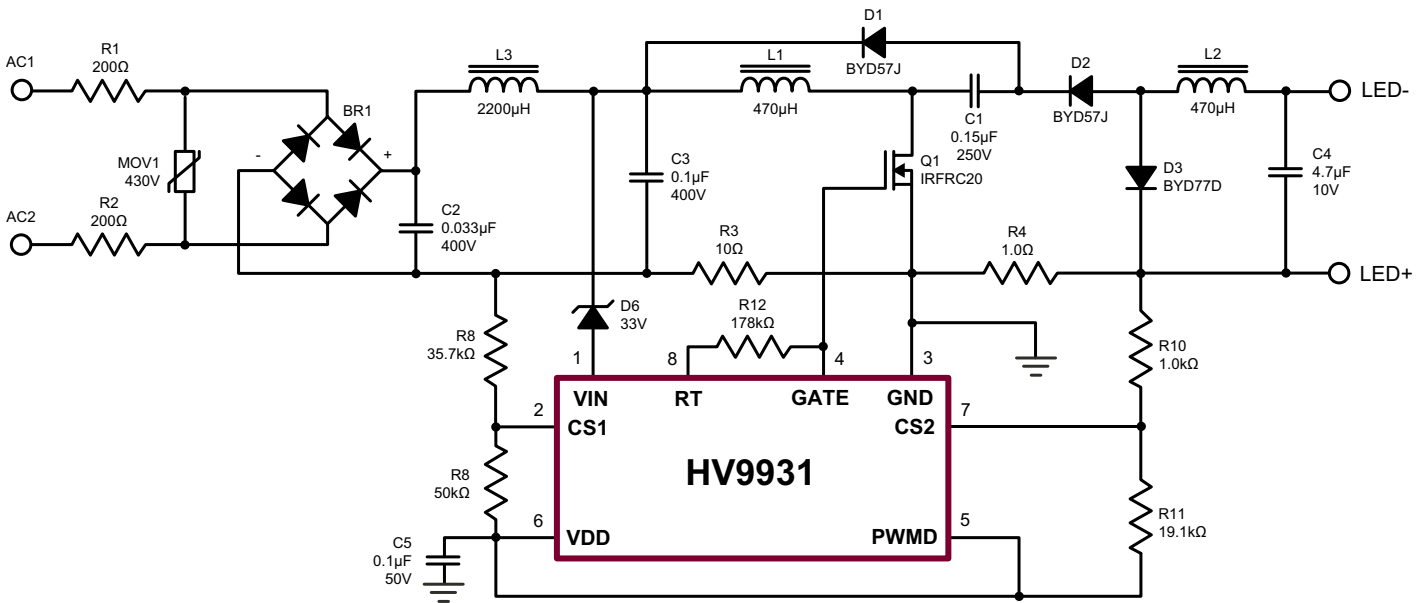 AC1
R1
200Ω
MOV1
430V
AC2
R2
200Ω
BR1
-
+
L3
2200µH
C2
0.033µF
400V
D1
BYD57J
L1
470µH
C3
0.1µF
400V
C1
0.15µF
250V
Q1
IRFRC20
D2
BYD57J
L2
470µH
LED-
D3
BYD77D
C4
4.7µF
10V
R3
10Ω
R4
1.0Ω
LED+
R8
35.7kΩ
D6
33V
R12
178kΩ
R10
1.0kΩ
1
8
4
3
VIN
RT
GATE
GND
2
CS1
7
CS2
HV9931
R8
50kΩ
R11
19.1kΩ
6
VDD
5
PWMD
C5
0.1µF
50V